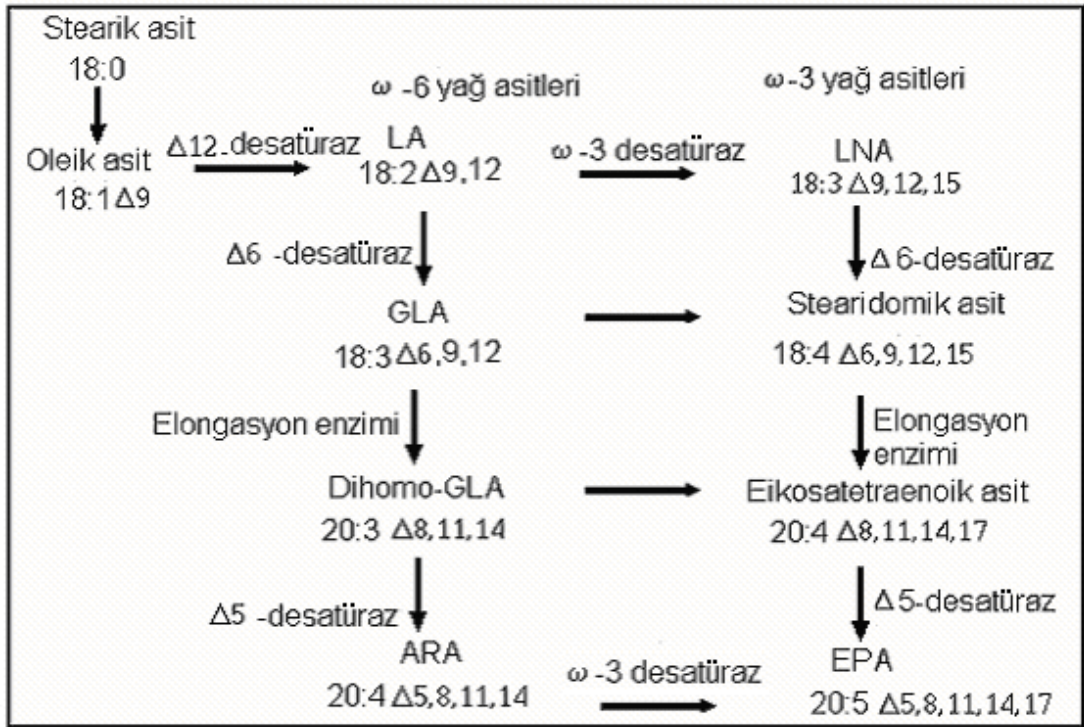 Stearik asit
18:0
ω -6 yağ asitleri
ω -3 yağ asitleri
Oleik asit
18:1 Δ9
Δ12-desatüraz
LA
18:2 Δ9,12
ω -3 desatüraz
LNA
18:3 Δ9,12,15
Δ6 -desatüraz
Δ 6-desatüraz
GLA
18:3 Δ6,9,12
Stearidomik asit
18:4 Δ6,9,12,15
Elongasyon enzimi
Elongasyon
enzimi
Dihomo-GLA
20:3 Δ8,11,14
Eikosatetraenoik asit
20:4 Δ8,11,14,17
Δ5 -desatüraz
Δ5-desatüraz
ARA
20:4 Δ5,8,11,14
ω -3 desatüraz
EPA
20:5 Δ5,8,11,14,17